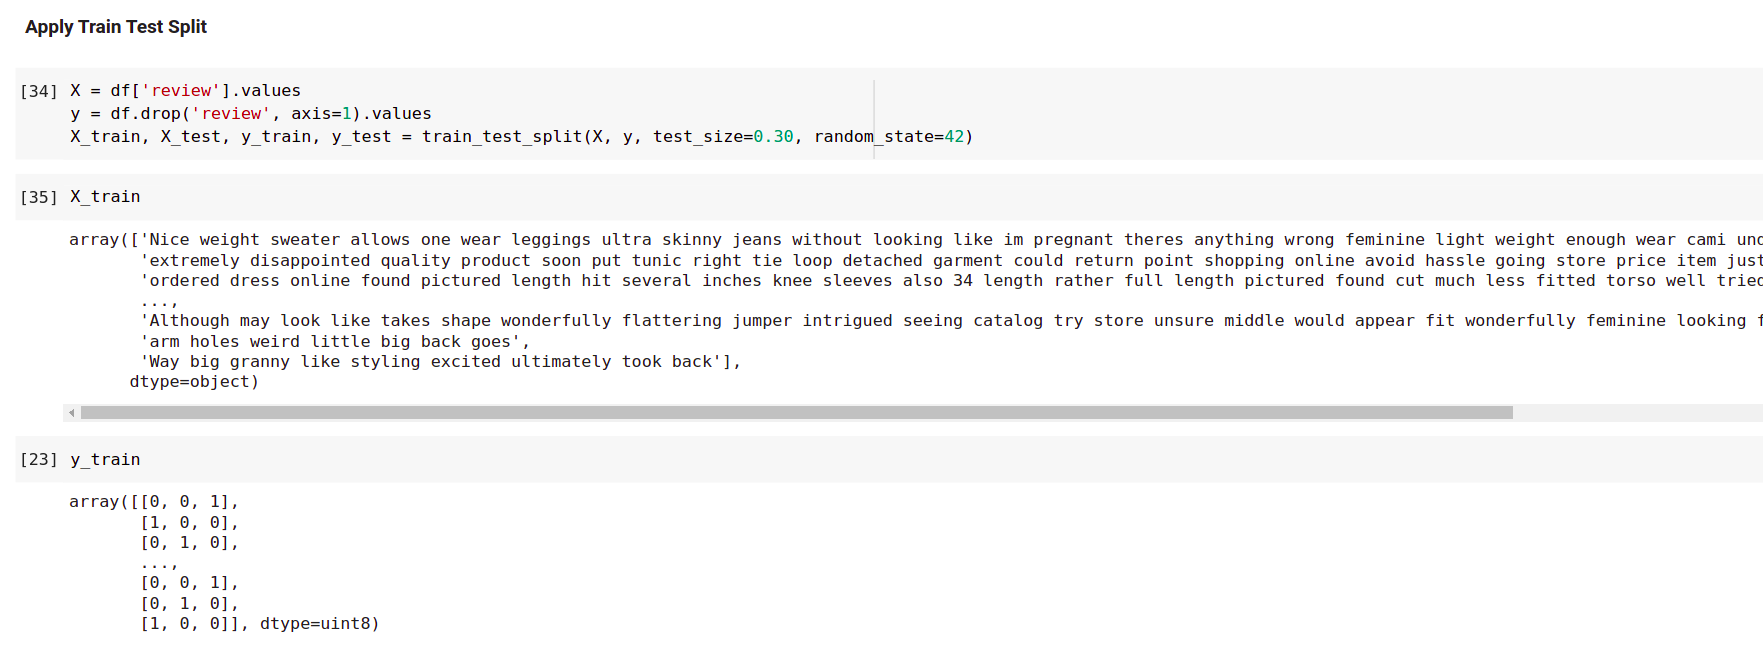 Apply Train Test Split
[34] X = df['review'].values
y = df.drop('review', axis=1).values
X_train, X_test, y_train, y_test = train_test_split(X, y, test_size=0.30, random_state=42)
[35] X_train
array(['Nice weight sweater allows one wear leggings ultra skinny jeans without looking like im pregnant theres anything wrong feminine light weight enough wear cami
'extremely disappointed quality product soon put tunic right tie loop detached garment could return point shopping online avoid hassle going store price item just
'ordered dress online found pictured length hit several inches knee sleeves also 34 length rather full length pictured found cut much less fitted torso well tried
...,
'Although may look like takes shape wonderfully flattering jumper intrigued seeing catalog try store unsure middle would appear fit wonderfully feminine looking
'arm holes weird little big back goes',
'Way big granny like styling excited ultimately took back'],
dtype=object)
[23] y_train
array([[0, 0, 1],
[1, 0, 0],
[0, 1, 0],
...,
[0, 0, 1],
[0, 1, 0],
[1, 0, 0]], dtype=uint8)